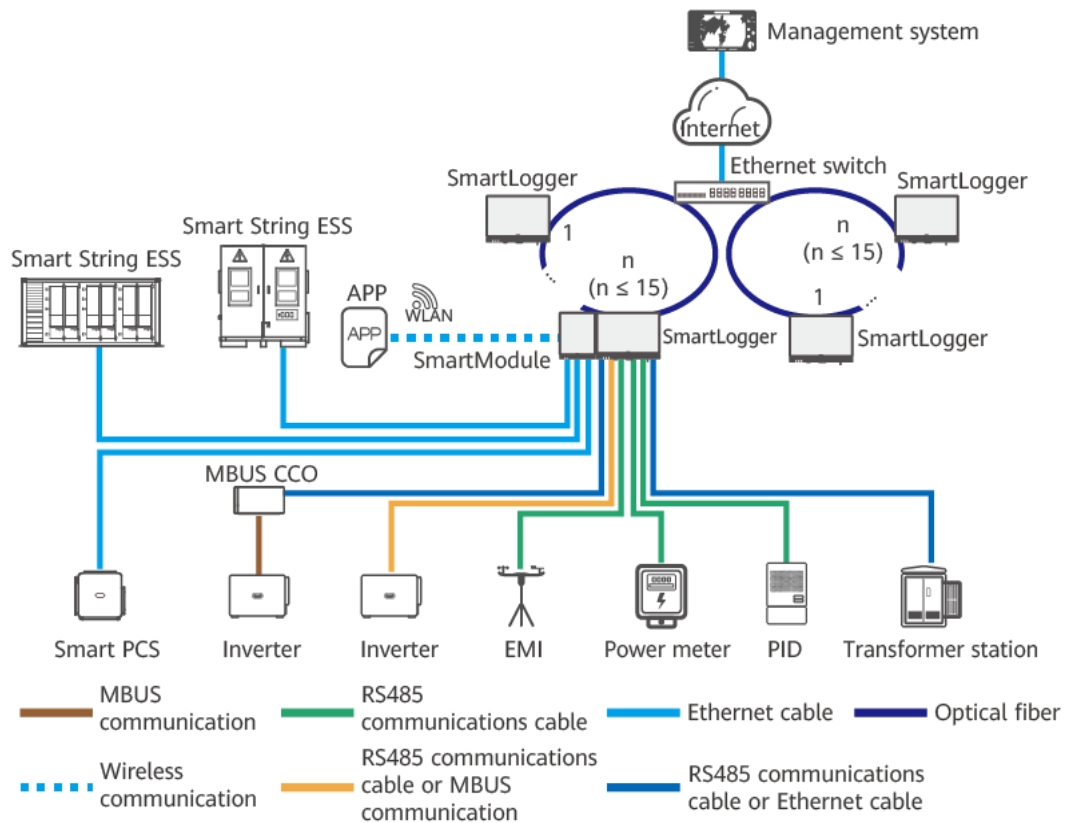 Management system
Internet
Ethernet switch
SmartLogger
SmartLogger
1
n
(n ≤ 15)
n
(n ≤ 15)
1
Smart String ESS
Smart String ESS
APP
WLAN
APP
SmartModule
SmartLogger
SmartLogger
MBUS CCO
Smart PCS
Inverter
Inverter
EMI
Power meter
PID
Transformer station
MBUS
communication
RS485
communications cable
Ethernet cable
Optical fiber
Wireless
communication
RS485 communications
cable or MBUS
communication
RS485 communications
cable or Ethernet cable